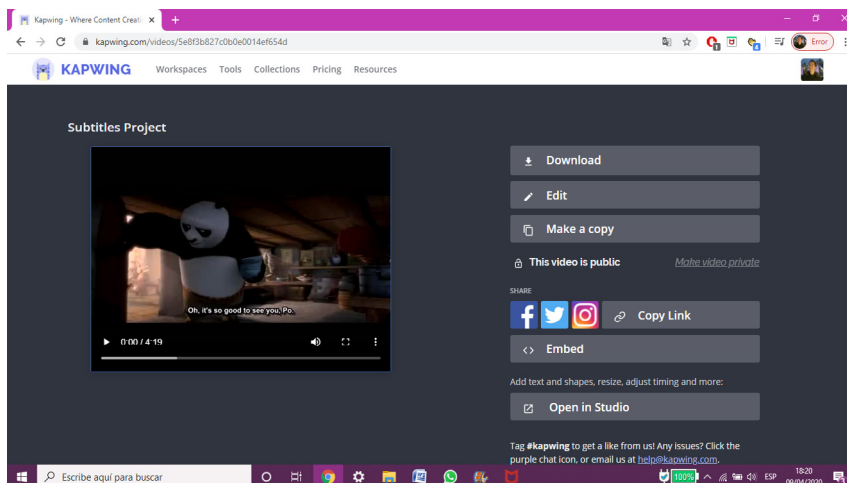 Kapwing - Where Content Creati
kapwing.com/videos/5e8f3b827c0b0e0014ef654d
Error
KAPWING
Workspaces Tools Collections Pricing Resources
Subtitles Project
Oh, it's so good to see you, Po.
0:00 / 4:19
Download
Edit
Make a copy
This video is public
Make video private
SHARE
Copy Link
Embed
Add text and shapes, resize, adjust timing and more:
Open in Studio
Tag #kapwing to get a like from us! Any issues? Click the
purple chat icon, or email us at help@kapwing.com.
Escribe aquí para buscar
100%
ESP
18:20
09/04/2020